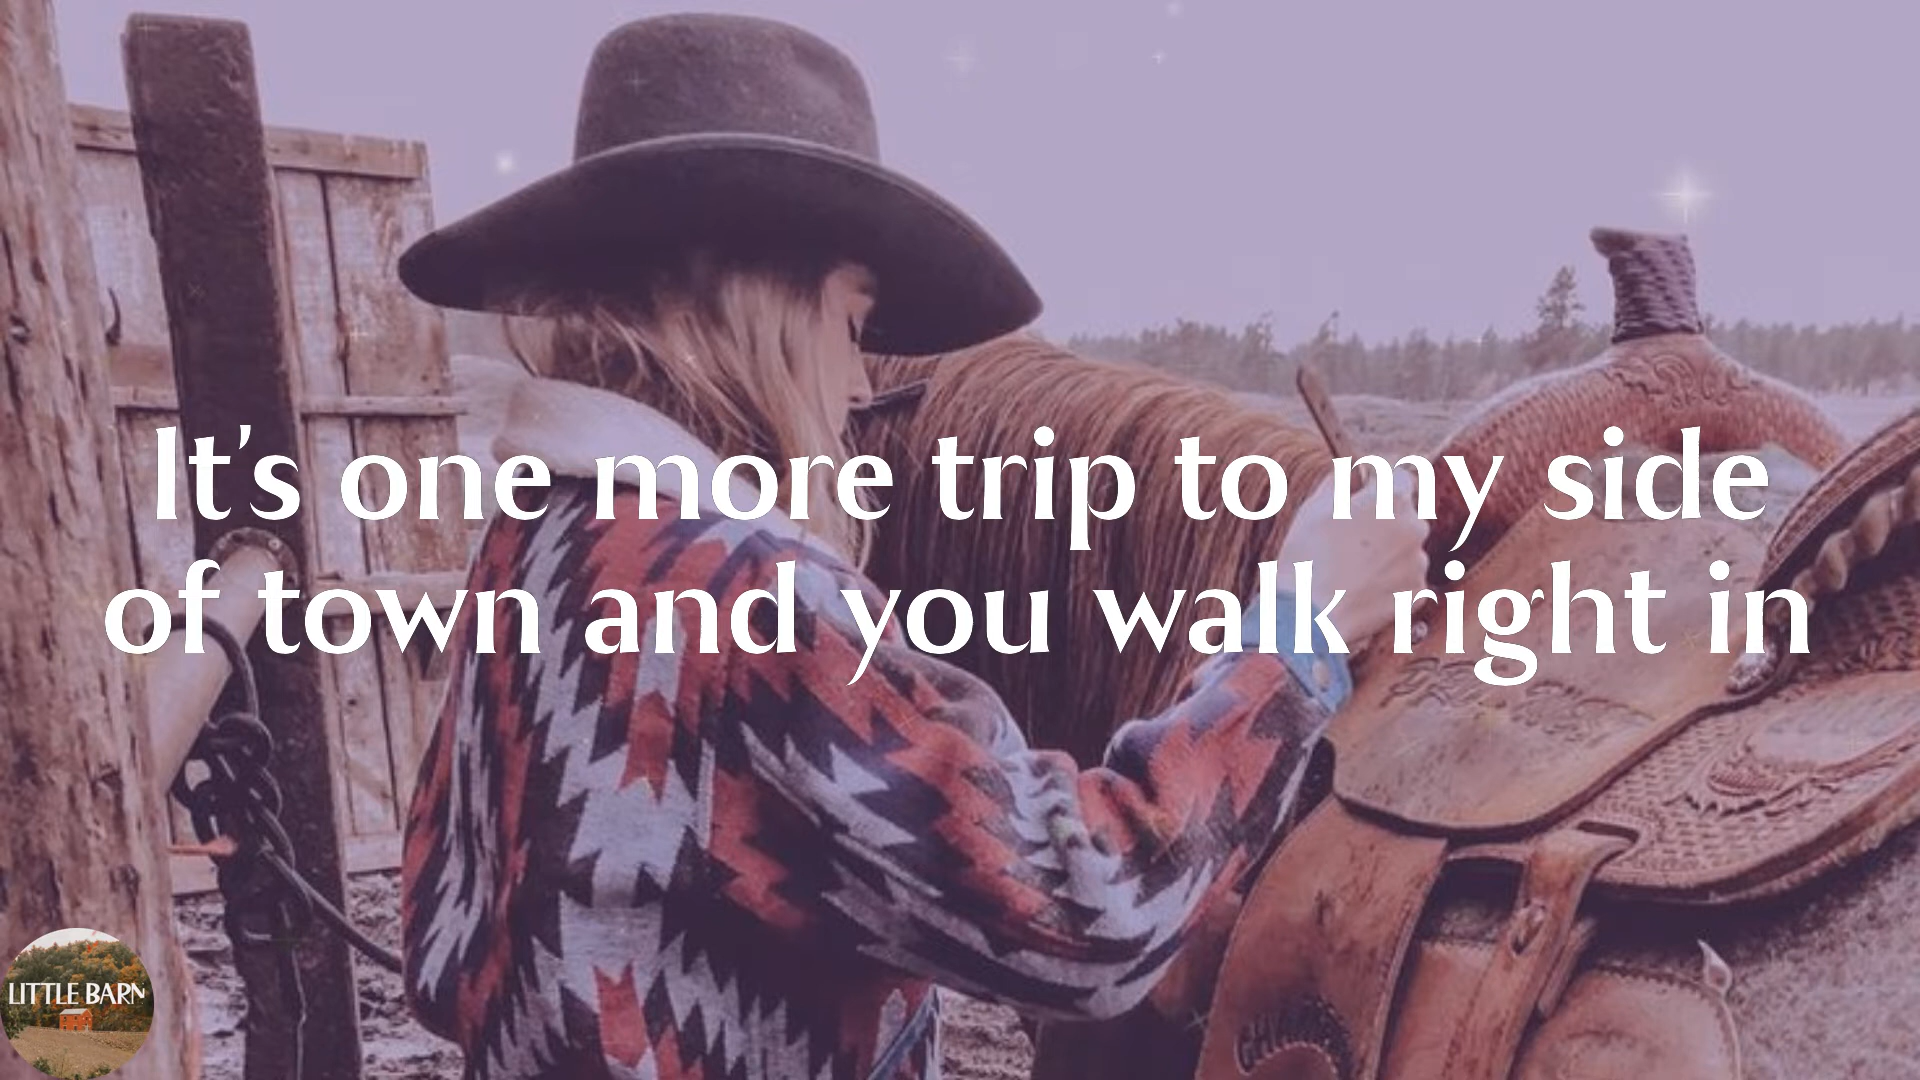 It's one more trip to my side
of town and you walk right in
LITTLE BARN